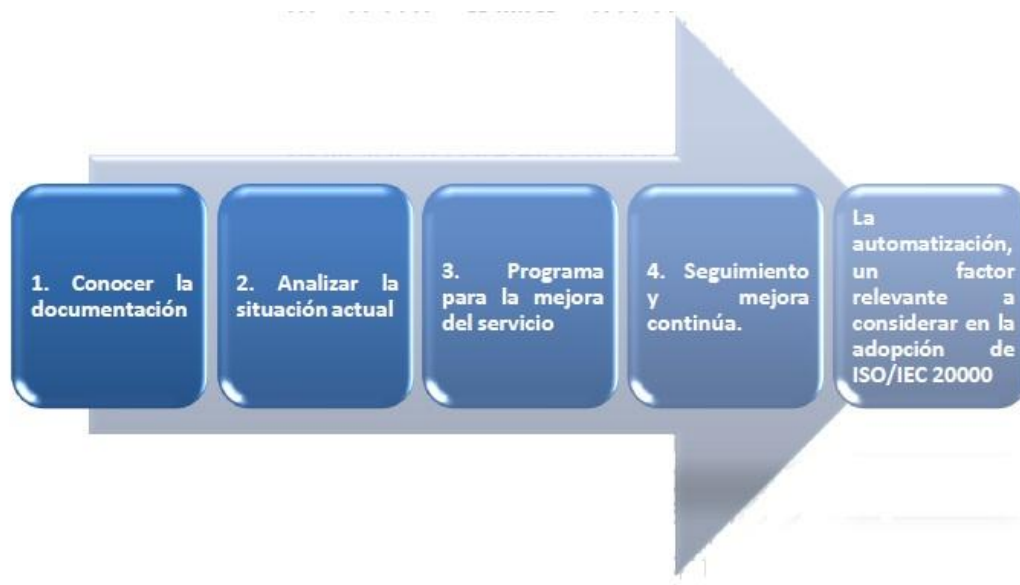 1. Conocer la
documentación
2. Analizar la
situación actual
3. Programa
para la mejora
del servicio
4. Seguimiento
y mejora
continúa.
La
automatización,
un factor
relevante a
considerar en la
adopción de
ISO/IEC 20000